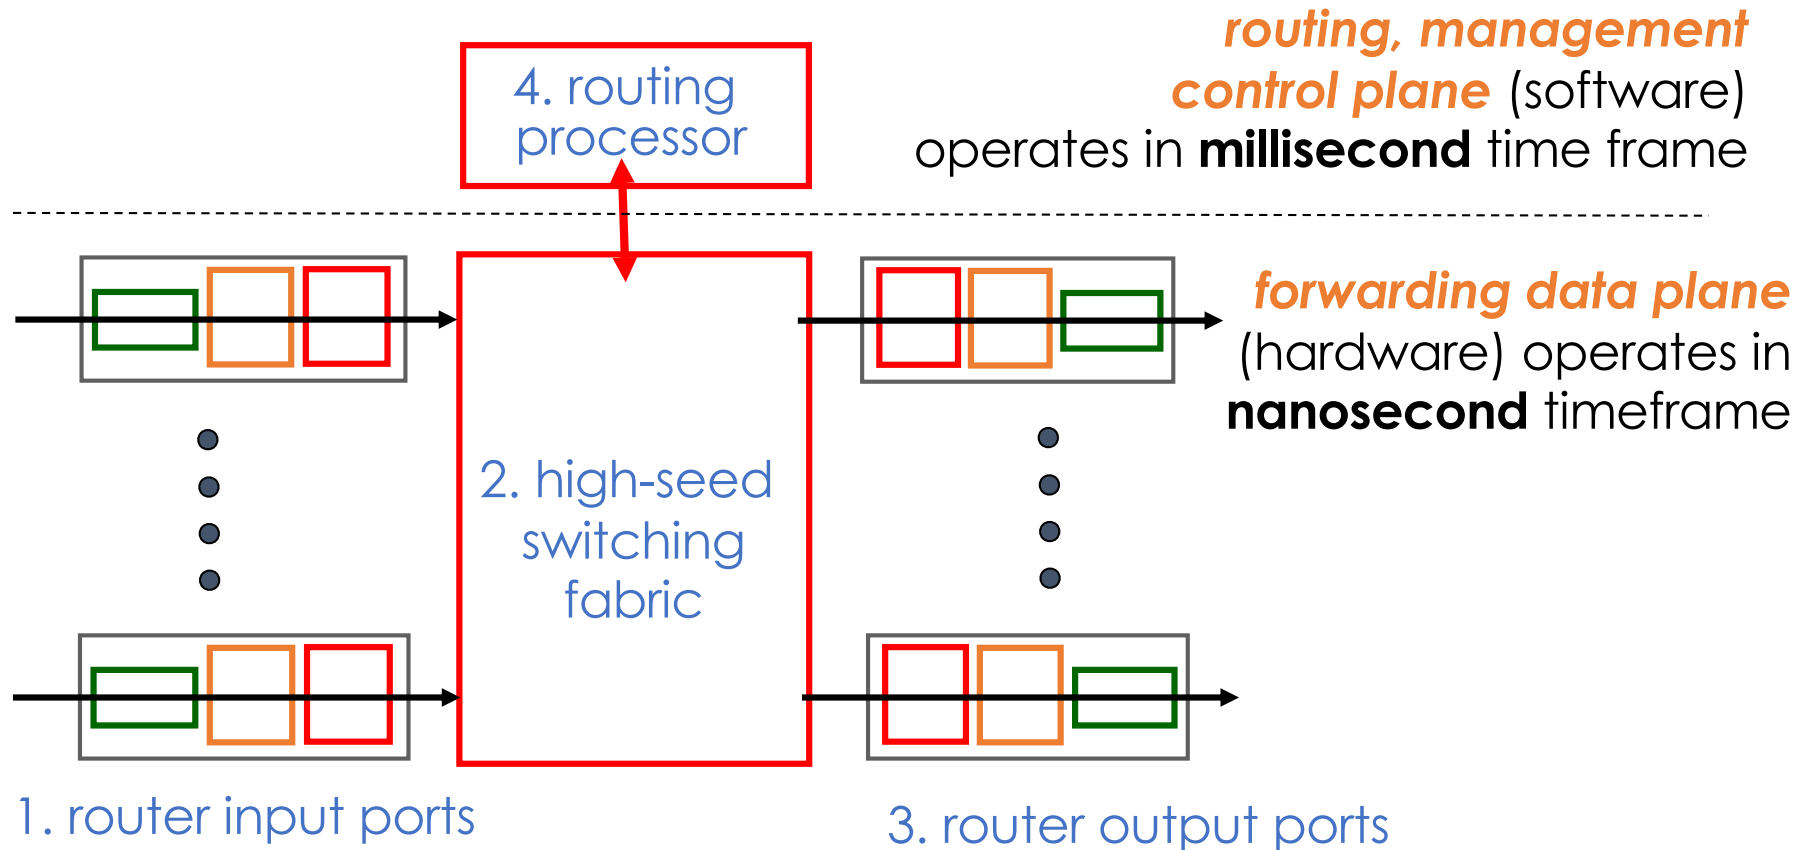 routing, management
control plane (software)
operates in millisecond time frame
4. routing
processor
forwarding data plane
(hardware) operates in
nanosecond timeframe
2. high-seed
switching
fabric
1. router input ports
3. router output ports